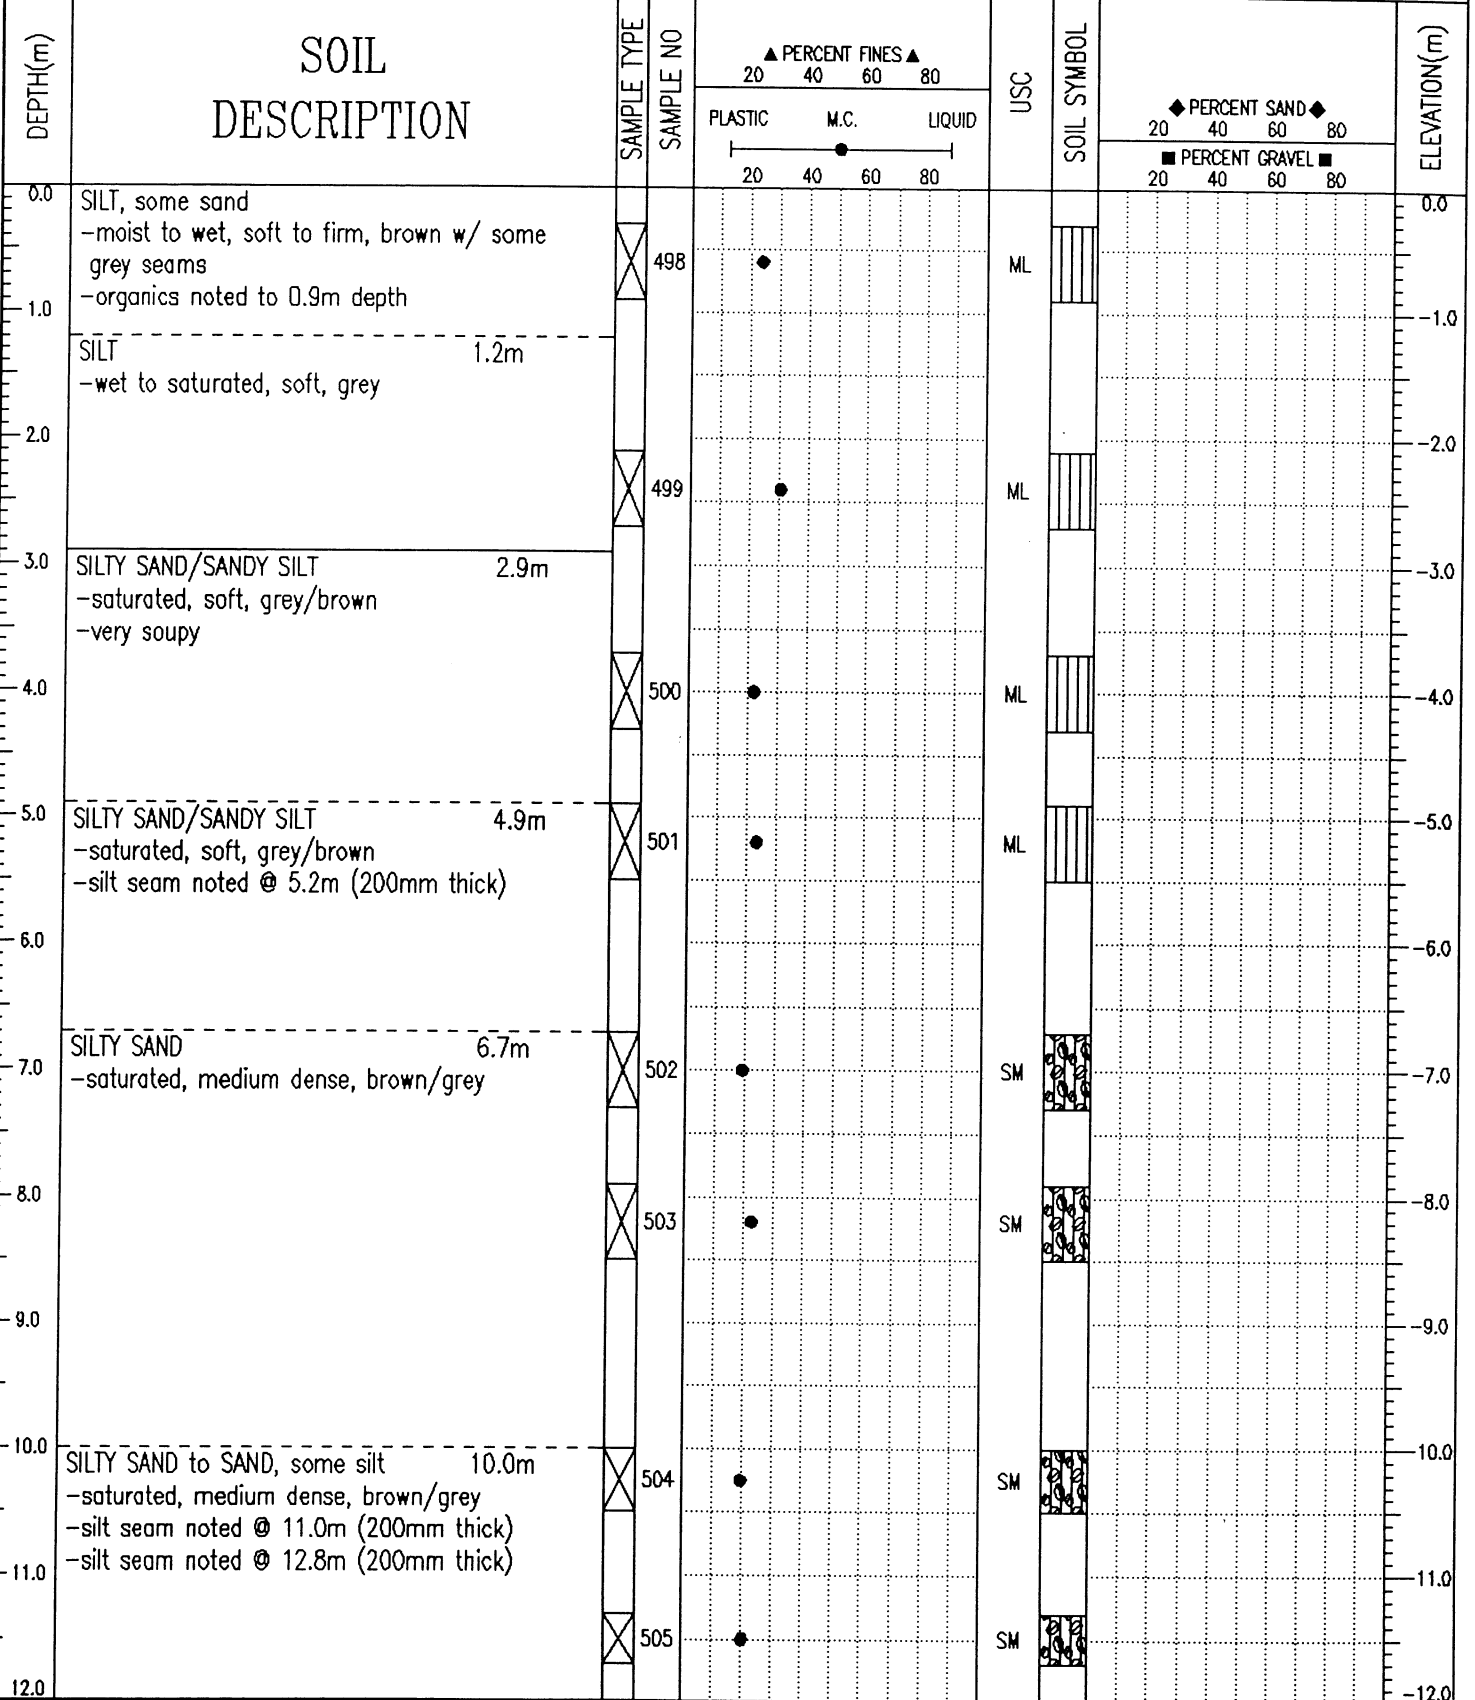 DEPTH(m)
SOIL
DESCRIPTION
SAMPLE TYPE
SAMPLE NO
▲ PERCENT FINES ▲
20 40 60 80
PLASTIC M.C. LIQUID
20 40 60 80
USC
SOIL SYMBOL
◆ PERCENT SAND ◆
20 40 60 80
■ PERCENT GRAVEL ■
20 40 60 80
ELEVATION(m)
0.0
SILT, some sand
-moist to wet, soft to firm, brown w/ some
grey seams
-organics noted to 0.9m depth
498
ML
0.0
1.0
-1.0
SILT 1.2m
-wet to saturated, soft, grey
2.0
-2.0
499
ML
3.0
-3.0
SILTY SAND/SANDY SILT 2.9m
-saturated, soft, grey/brown
-very soupy
4.0
500
ML
-4.0
5.0
-5.0
SILTY SAND/SANDY SILT 4.9m
-saturated, soft, grey/brown
-silt seam noted @ 5.2m (200mm thick)
501
ML
6.0
-6.0
SILTY SAND 6.7m
-saturated, medium dense, brown/grey
7.0
502
SM
-7.0
8.0
-8.0
503
SM
9.0
-9.0
10.0
-10.0
SILTY SAND to SAND, some silt 10.0m
-saturated, medium dense, brown/grey
-silt seam noted @ 11.0m (200mm thick)
-silt seam noted @ 12.8m (200mm thick)
504
SM
11.0
-11.0
505
SM
12.0
-12.0